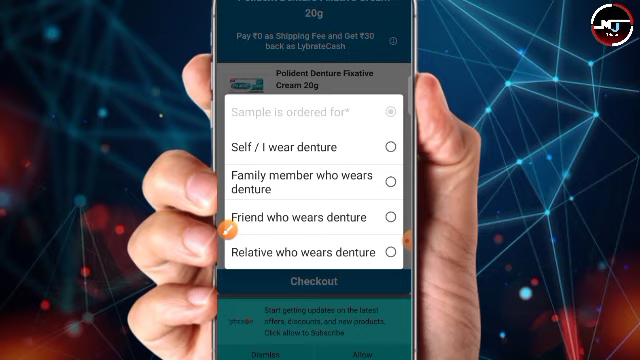 Polident Denture Fixative Cream
20g
Pay ₹0 as Shipping Fee and Get ₹30
back as LybrateCash
Polident Denture Fixative
Cream 20g
Sample is ordered for*
Self / I wear denture
Family member who wears
denture
Friend who wears denture
Relative who wears denture
Checkout
Start getting updates on the latest
offers, discounts, and new products.
Click allow to Subscribe
Dismiss
Allow